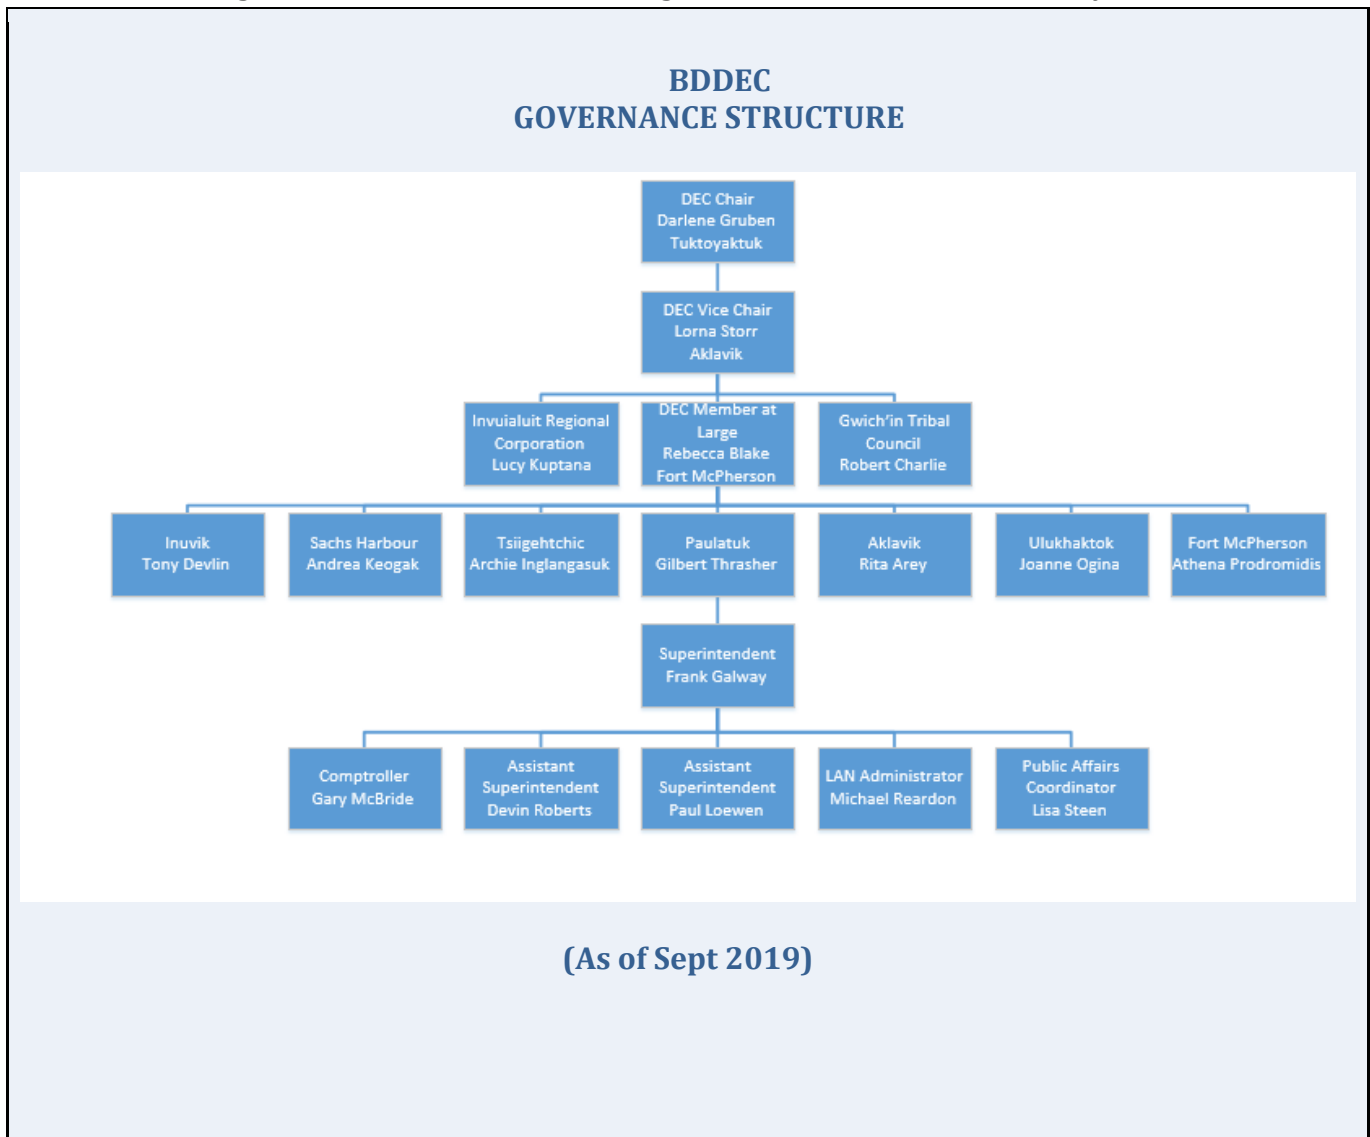 BDDEC
GOVERNANCE STRUCTURE
DEC Chair
Darlene Gruben
Tuktoyaktuk
DEC Vice Chair
Lorna Storr
Aklavik
Invuialuit Regional
Corporation
Lucy Kuptana
DEC Member at
Large
Rebecca Blake
Fort McPherson
Gwich'in Tribal
Council
Robert Charlie
Inuvik
Tony Devlin
Sachs Harbour
Andrea Keogak
Tsiigehtchic
Archie Inglangasuk
Paulatuk
Gilbert Thrasher
Aklavik
Rita Arey
Ulukhaktok
Joanne Ogina
Fort McPherson
Athena Prodromidis
Superintendent
Frank Galway
Comptroller
Gary McBride
Assistant
Superintendent
Devin Roberts
Assistant
Superintendent
Paul Loewen
LAN Administrator
Michael Reardon
Public Affairs
Coordinator
Lisa Steen
(As of Sept 2019)